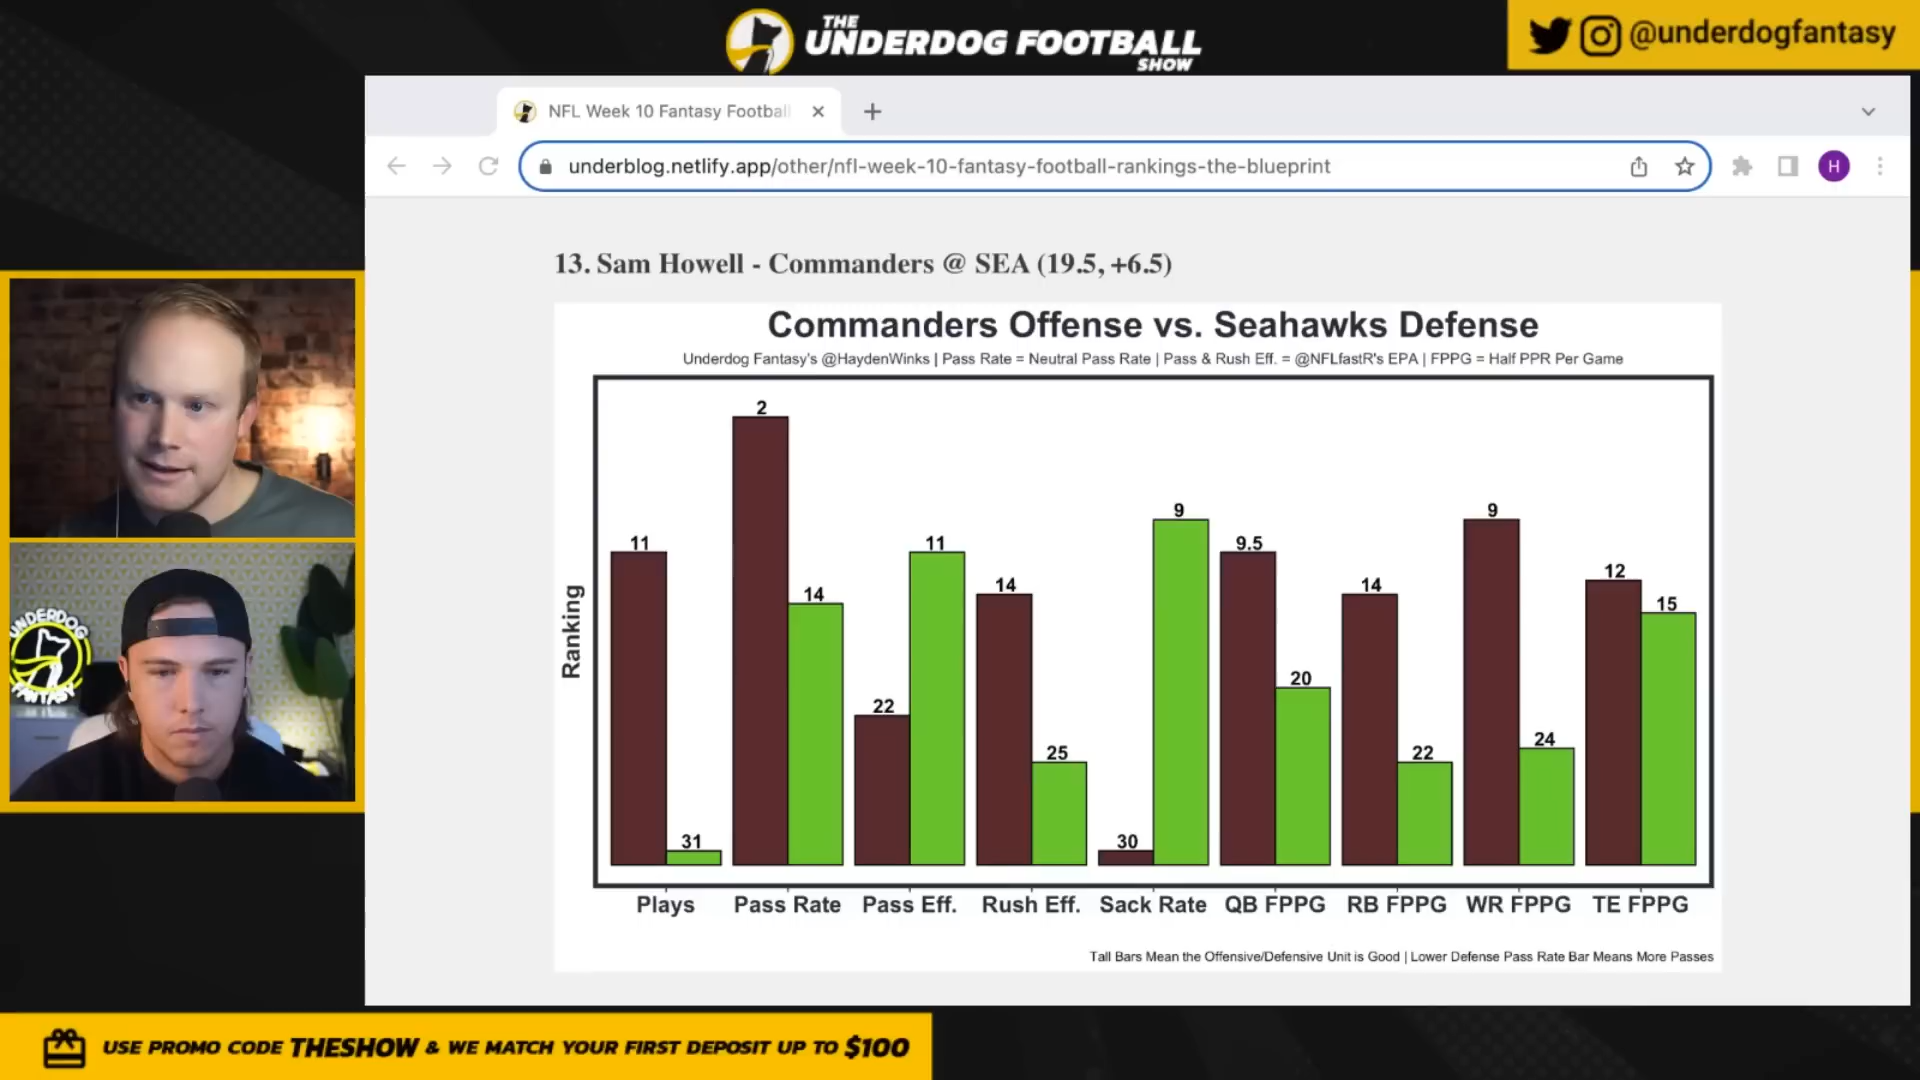 THE
UNDERDOG FOOTBALL
SHOW
@underdogfantasy
NFL Week 10 Fantasy Footbal
underblog.netlify.app/other/nfl-week-10-fantasy-football-rankings-the-blueprint
H
13. Sam Howell - Commanders @ SEA (19.5, +6.5)
Commanders Offense vs. Seahawks Defense
Underdog Fantasy's @HaydenWinks | Pass Rate = Neutral Pass Rate | Pass & Rush Eff. = @NFLfastR's EPA | FPPG = Half PPR Per Game
Ranking
11 31
2 14
22 11
14 25
30 9
9.5 20
14 22
9 24
12 15
Plays Pass Rate Pass Eff. Rush Eff. Sack Rate QB FPPG RB FPPG WR FPPG TE FPPG
Tall Bars Mean the Offensive/Defensive Unit is Good | Lower Defense Pass Rate Bar Means More Passes
UNDERDOG
FANTASY
USE PROMO CODE THESHOW & WE MATCH YOUR FIRST DEPOSIT UP TO $100